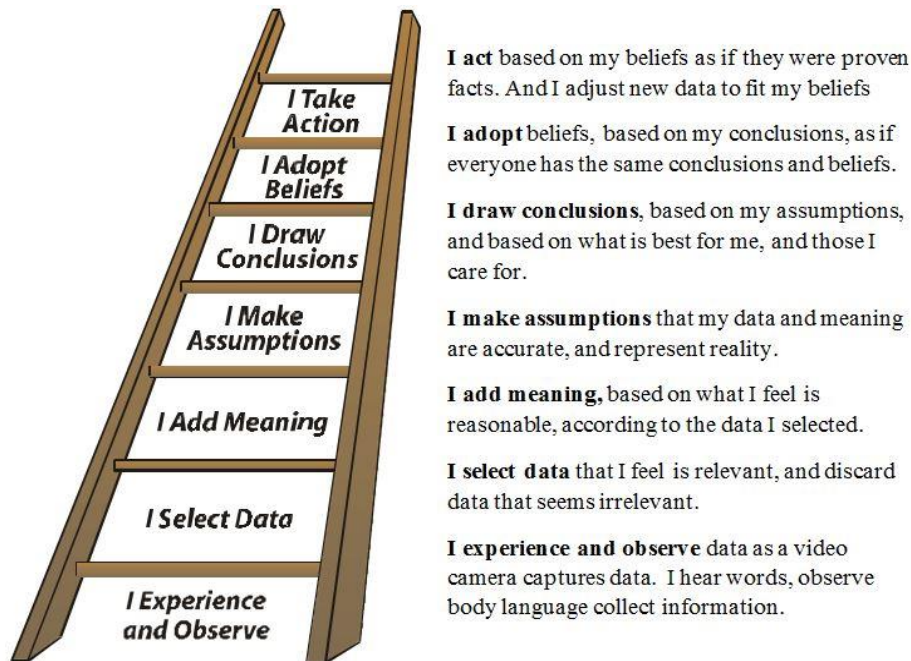 I Take
Action
I Adopt
Beliefs
I Draw
Conclusions
I Make
Assumptions
I Add Meaning
I Select Data
I Experience
and Observe
I act based on my beliefs as if they were proven
facts. And I adjust new data to fit my beliefs
I adopt beliefs, based on my conclusions, as if
everyone has the same conclusions and beliefs.
I draw conclusions, based on my assumptions,
and based on what is best for me, and those I
care for.
I make assumptions that my data and meaning
are accurate, and represent reality.
I add meaning, based on what I feel is
reasonable, according to the data I selected.
I select data that I feel is relevant, and discard
data that seems irrelevant.
I experience and observe data as a video
camera captures data. I hear words, observe
body language collect information.